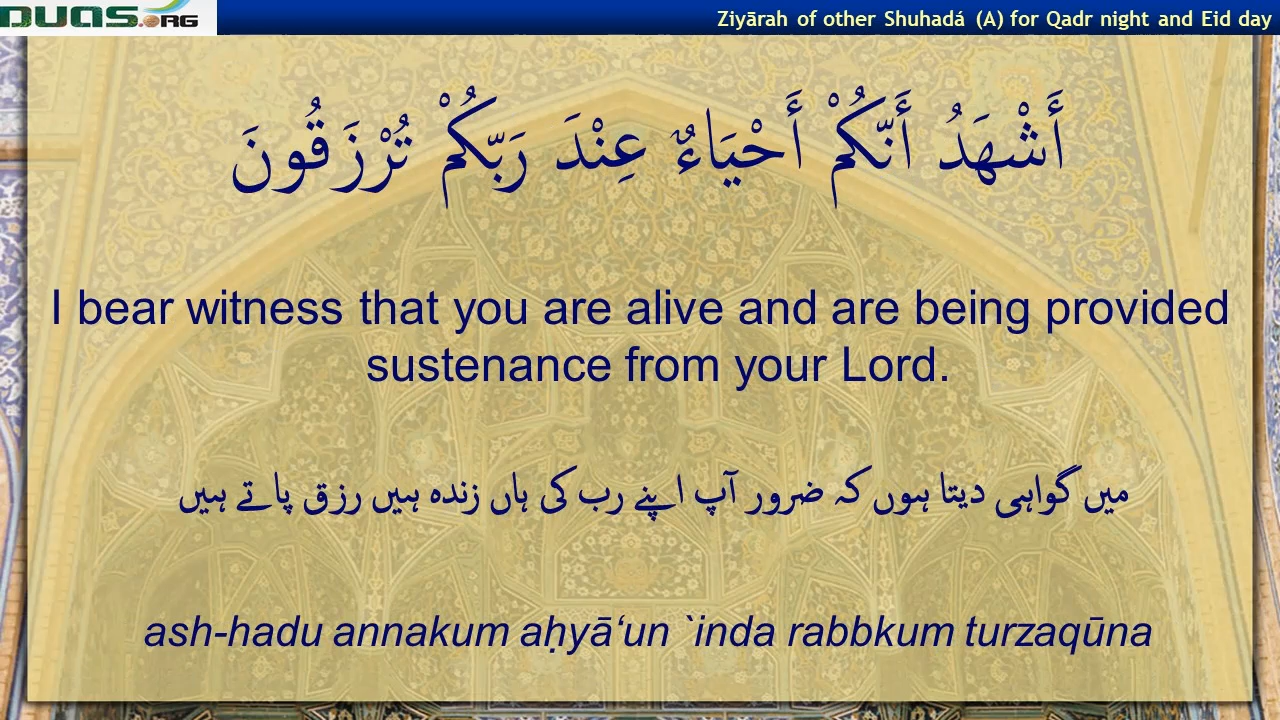 DUAS.ORG
Ziyārah of other Shuhadá (A) for Qadr night and Eid day
أَشْهَدُ أَنَّكُمْ أَحْيَاءٌ عِنْدَ رَبِّكُمْ تُرْزَقُونَ
I bear witness that you are alive and are being provided
sustenance from your Lord.
میں گواہی دیتا ہوں کہ ضرور آپ اپنے رب کی ہاں زندہ ہیں رزق پاتے ہیں
ash-hadu annakum aḥyā‘un `inda rabbkum turzaqūna